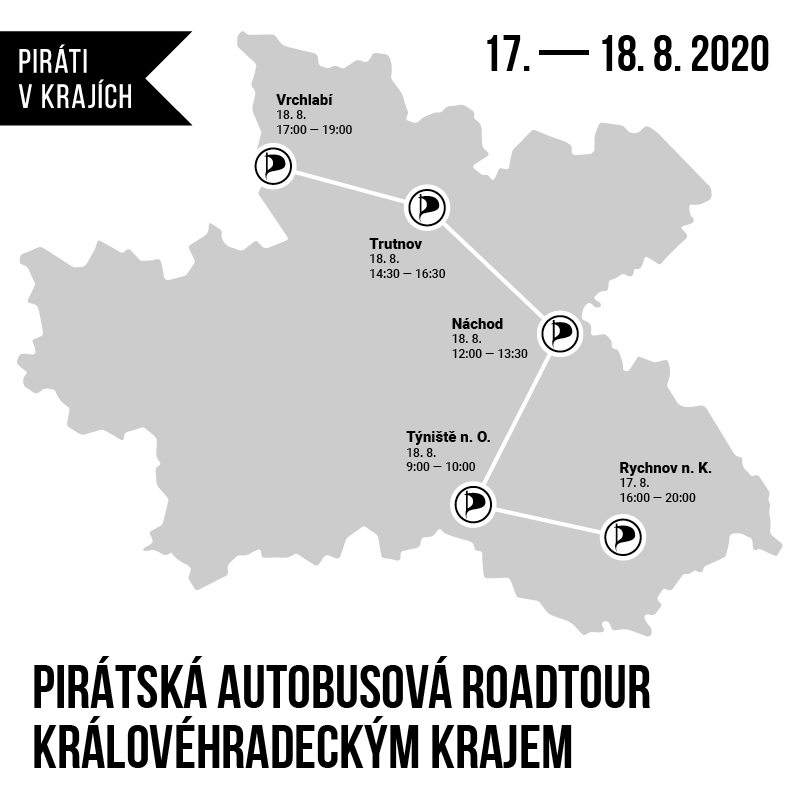 PIRÁTI
V KRAJÍCH
17. — 18. 8. 2020
Vrchlabí
18. 8.
17:00 — 19:00
Trutnov
18. 8.
14:30 — 16:30
Náchod
18. 8.
12:00 — 13:30
Týniště n. O.
18. 8.
9:00 — 10:00
Rychnov n. K.
17. 8.
16:00 — 20:00
PIRÁTSKÁ AUTOBUSOVÁ ROADTOUR
KRÁLOVÉHRADECKÝM KRAJEM